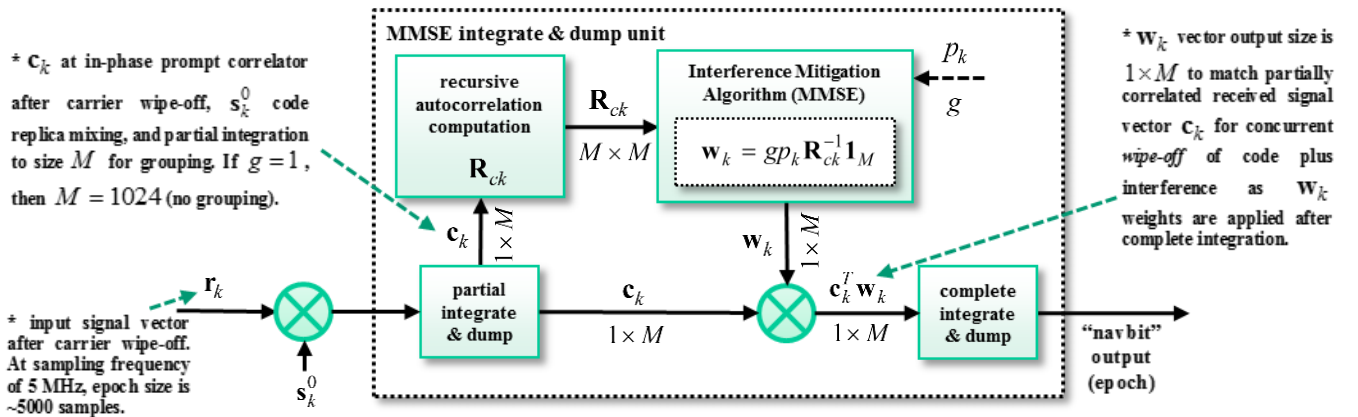 MMSE integrate & dump unit
* c_k at in-phase prompt correlator
after carrier wipe-off, s_k^0 code
replica mixing, and partial integration
to size M for grouping. If g = 1,
then M = 1024 (no grouping).
recursive
autocorrelation
computation
R_ck
R_ck
M × M
Interference Mitigation
Algorithm (MMSE)
w_k = gp_k R_ck^-1 1_M
p_k
g
* w_k vector output size is
1×M to match partially
correlated received signal
vector c_k for concurrent
wipe-off of code plus
interference as w_k
weights are applied after
complete integration.
c_k
1×M
w_k
1×M
r_k
* input signal vector
after carrier wipe-off.
At sampling frequency
of 5 MHz, epoch size is
~5000 samples.
s_k^0
partial
integrate
& dump
c_k
1×M
c_k^T w_k
1×M
complete
integrate
& dump
"nav bit"
output
(epoch)